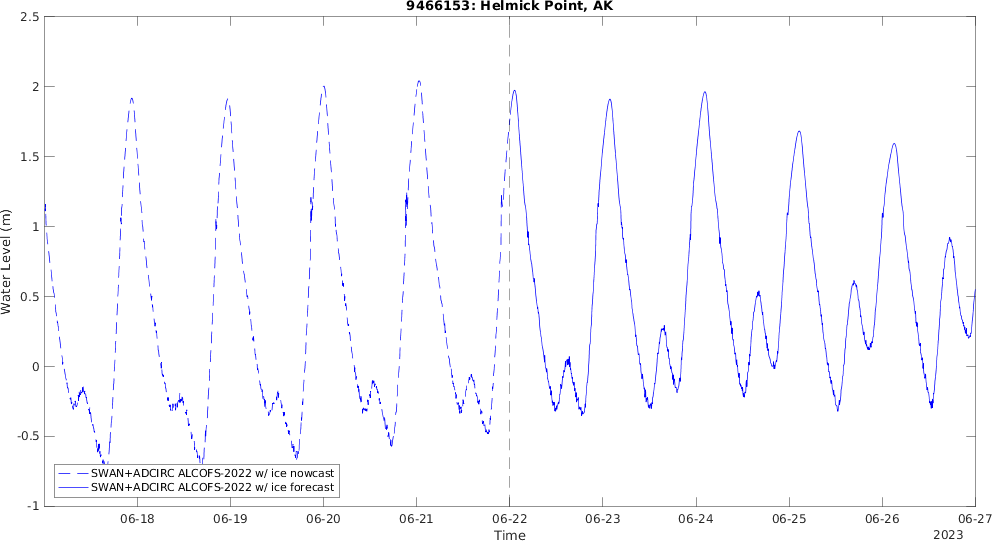 9466153: Helmick Point, AK
Water Level (m)
2.5
2
1.5
1
0.5
0
-0.5
-1
SWAN+ADCIRC ALCOFS-2022 w/ ice nowcast
SWAN+ADCIRC ALCOFS-2022 w/ ice forecast
06-18 06-19 06-20 06-21 06-22 06-23 06-24 06-25 06-26 06-27
Time
2023